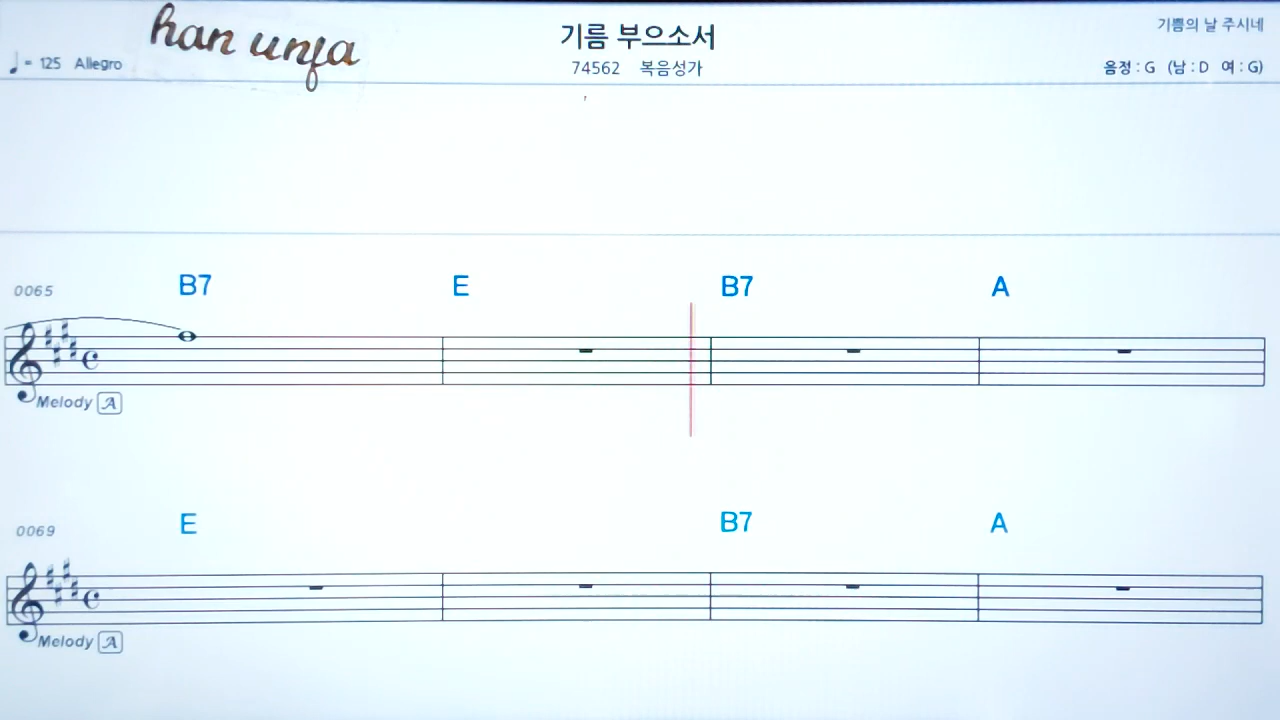 han unfa
기름 부으소서
기쁨의 날 주시네
♩ = 125 Allegro
74562 복음성가
음정 : G (남 : D 여 : G)
0065
B7 E B7 A
Melody A
0069
E B7 A
Melody A